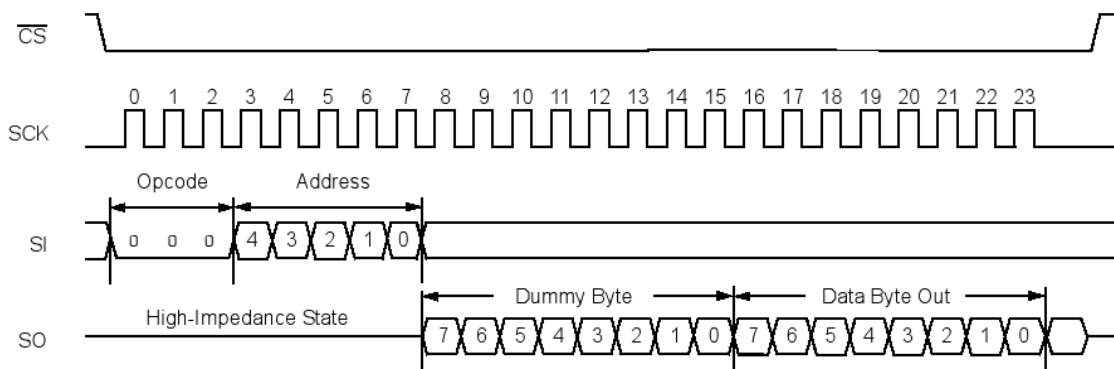 CS
0 1 2 3 4 5 6 7 8 9 10 11 12 13 14 15 16 17 18 19 20 21 22 23
SCK
Opcode Address
SI 0 0 0 4 3 2 1 0
Dummy Byte Data Byte Out
High-Impedance State
SO 7 6 5 4 3 2 1 0 7 6 5 4 3 2 1 0